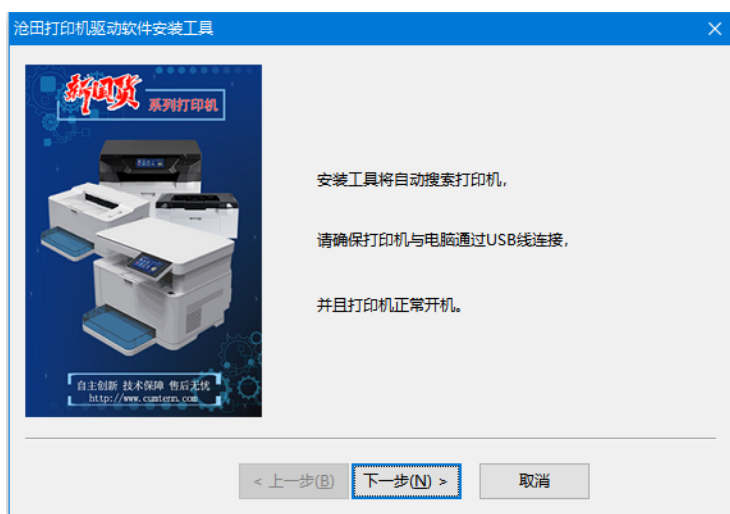 沧田打印机驱动软件安装工具
新国货
系列打印机
安装工具将自动搜索打印机，
请确保打印机与电脑通过USB线连接，
并且打印机正常开机。
自主创新 技术保障 售后无忧
http://www.cumtenn.com
< 上一步(B)
下一步(N) >
取消